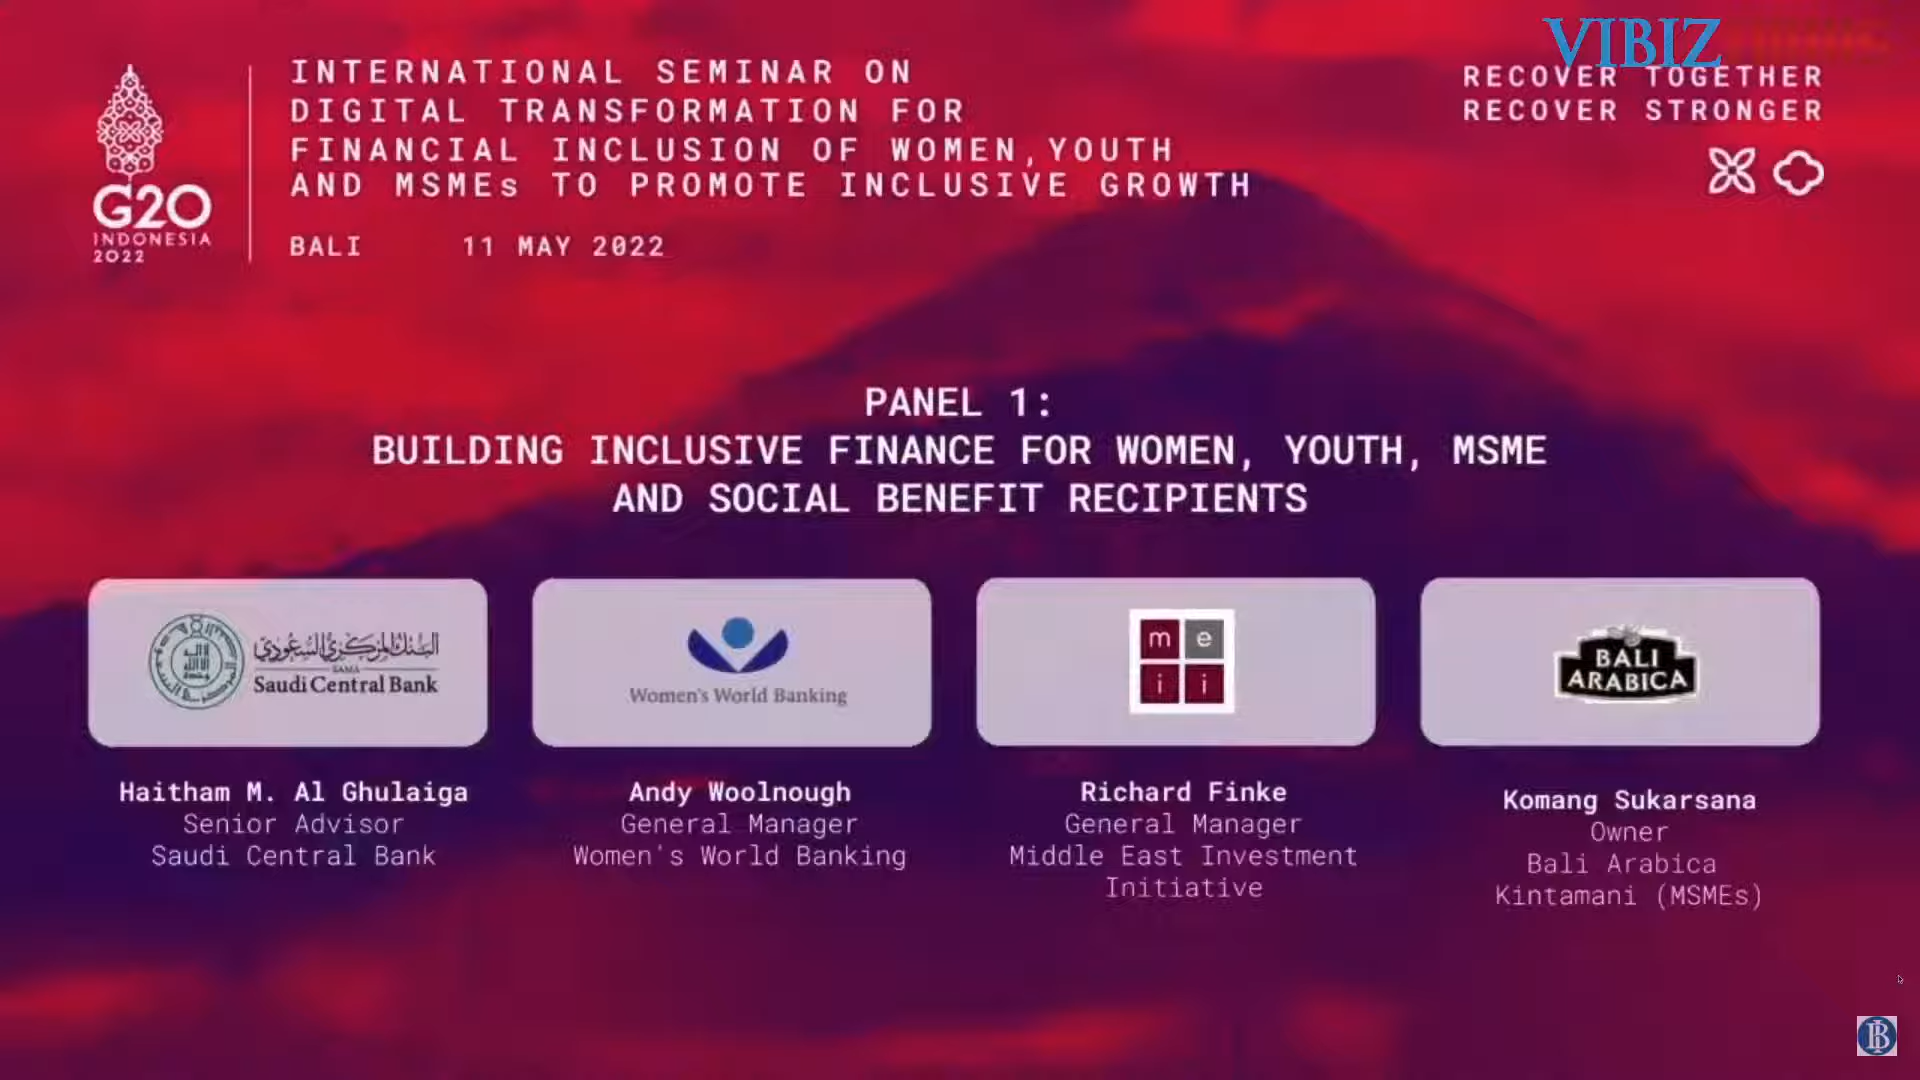 VIBIZ
INTERNATIONAL SEMINAR ON
DIGITAL TRANSFORMATION FOR
FINANCIAL INCLUSION OF WOMEN,YOUTH
AND MSMEs TO PROMOTE INCLUSIVE GROWTH
BALI 11 MAY 2022
G20
INDONESIA
2022
RECOVER TOGETHER
RECOVER STRONGER
PANEL 1:
BUILDING INCLUSIVE FINANCE FOR WOMEN, YOUTH, MSME
AND SOCIAL BENEFIT RECIPIENTS
البنك المركزي السعودي
SAMA
Saudi Central Bank
Women's World Banking
m e
i i
BALI
ARABICA
Haitham M. Al Ghulaiga
Senior Advisor
Saudi Central Bank
Andy Woolnough
General Manager
Women's World Banking
Richard Finke
General Manager
Middle East Investment
Initiative
Komang Sukarsana
Owner
Bali Arabica
Kintamani (MSMEs)